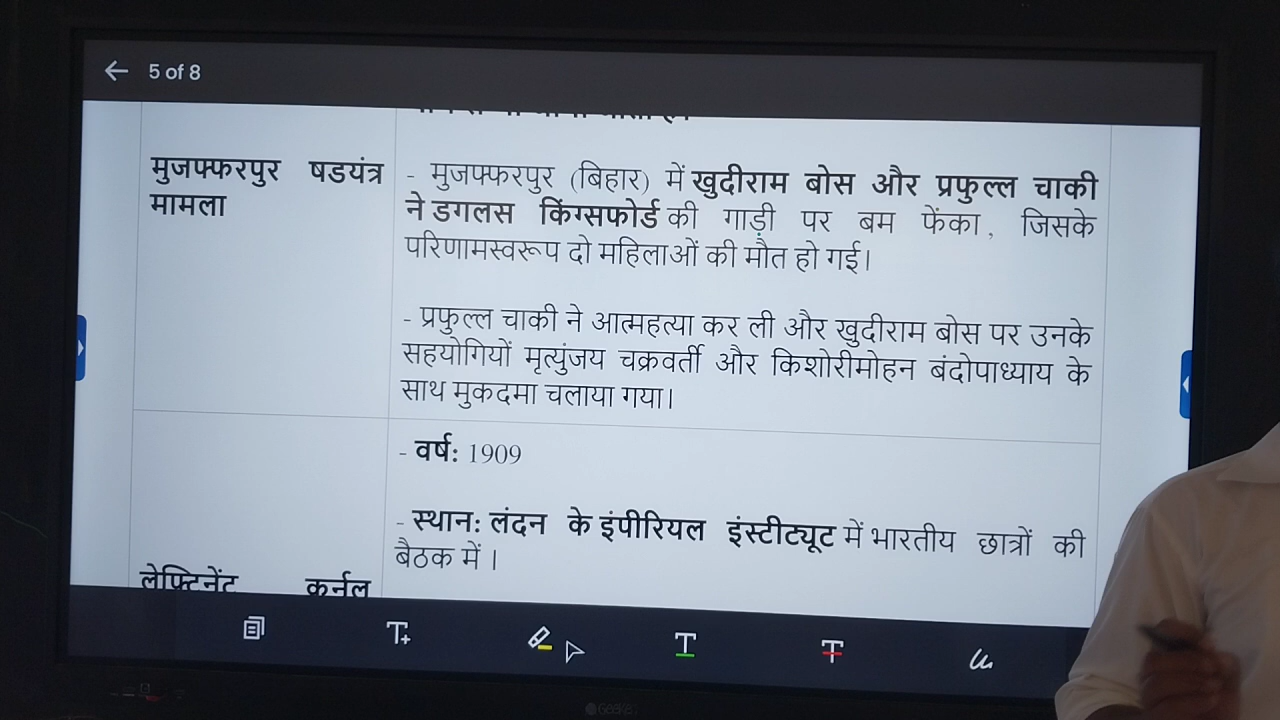 5 of 8
मुजफ्फरपुर षडयंत्र
मामला
- मुजफ्फरपुर (बिहार) में खुदीराम बोस और प्रफुल्ल चाकी
ने डगलस किंग्सफोर्ड की गाड़ी पर बम फेंका, जिसके
परिणामस्वरूप दो महिलाओं की मौत हो गई।
- प्रफुल्ल चाकी ने आत्महत्या कर ली और खुदीराम बोस पर उनके
सहयोगियों मृत्युंजय चक्रवर्ती और किशोरीमोहन बंदोपाध्याय के
साथ मुकदमा चलाया गया।
- वर्ष: 1909
- स्थान: लंदन के इंपीरियल इंस्टीट्यूट में भारतीय छात्रों की
बैठक में ।
लेफ्टिनेंट कर्नल